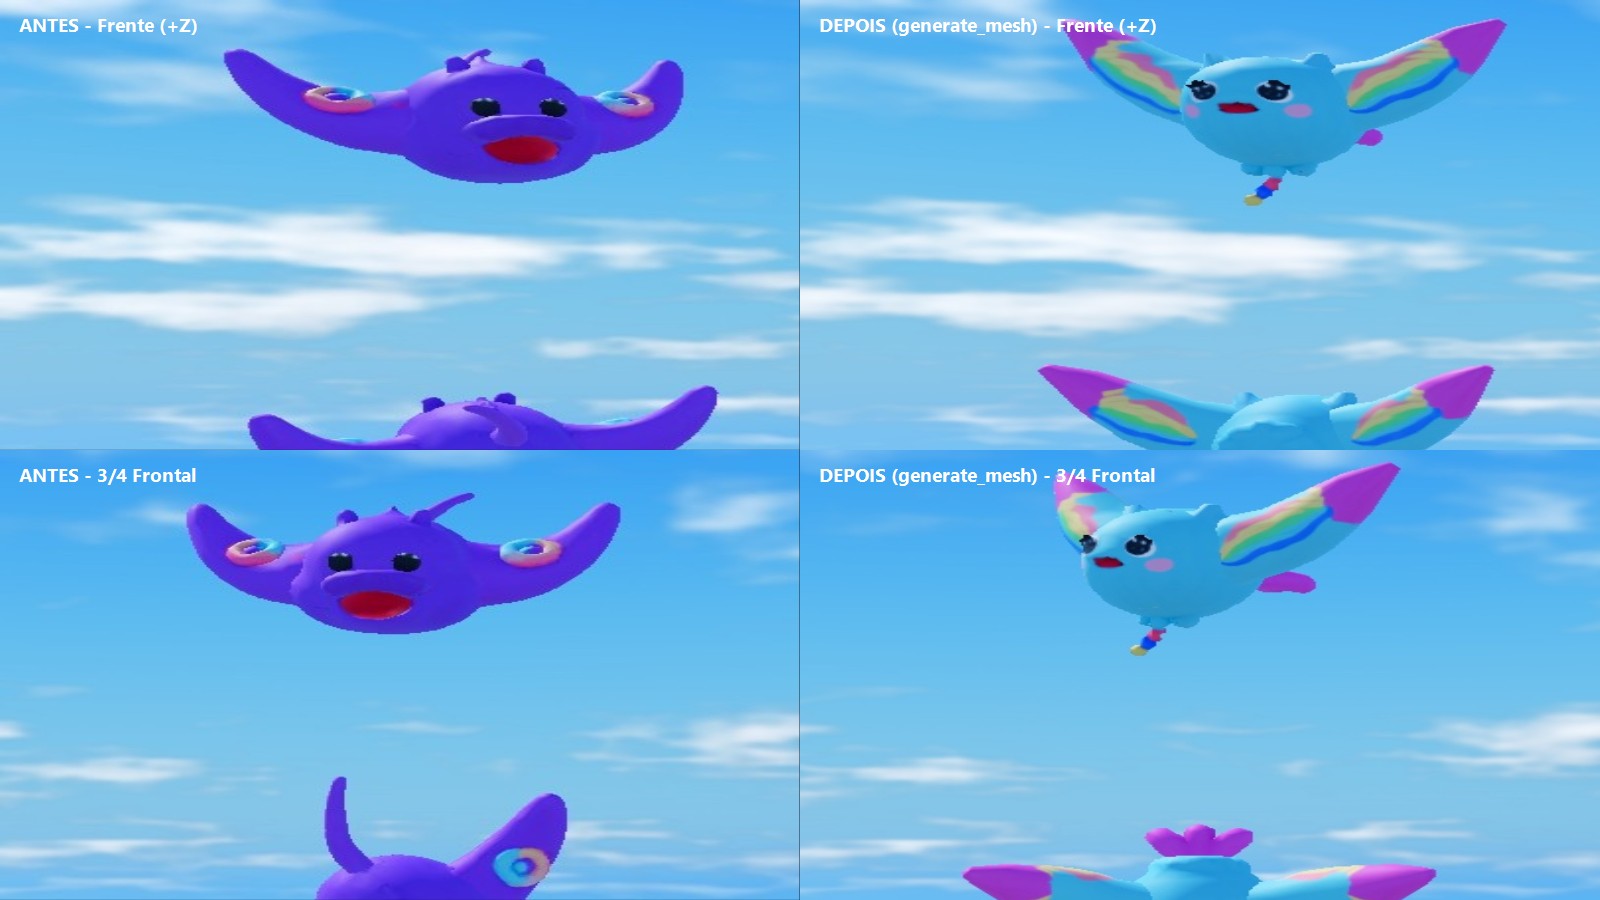 ANTES - Frente (+Z)
DEPOIS (generate_mesh) - Frente (+Z)
ANTES - 3/4 Frontal
DEPOIS (generate_mesh) - 3/4 Frontal